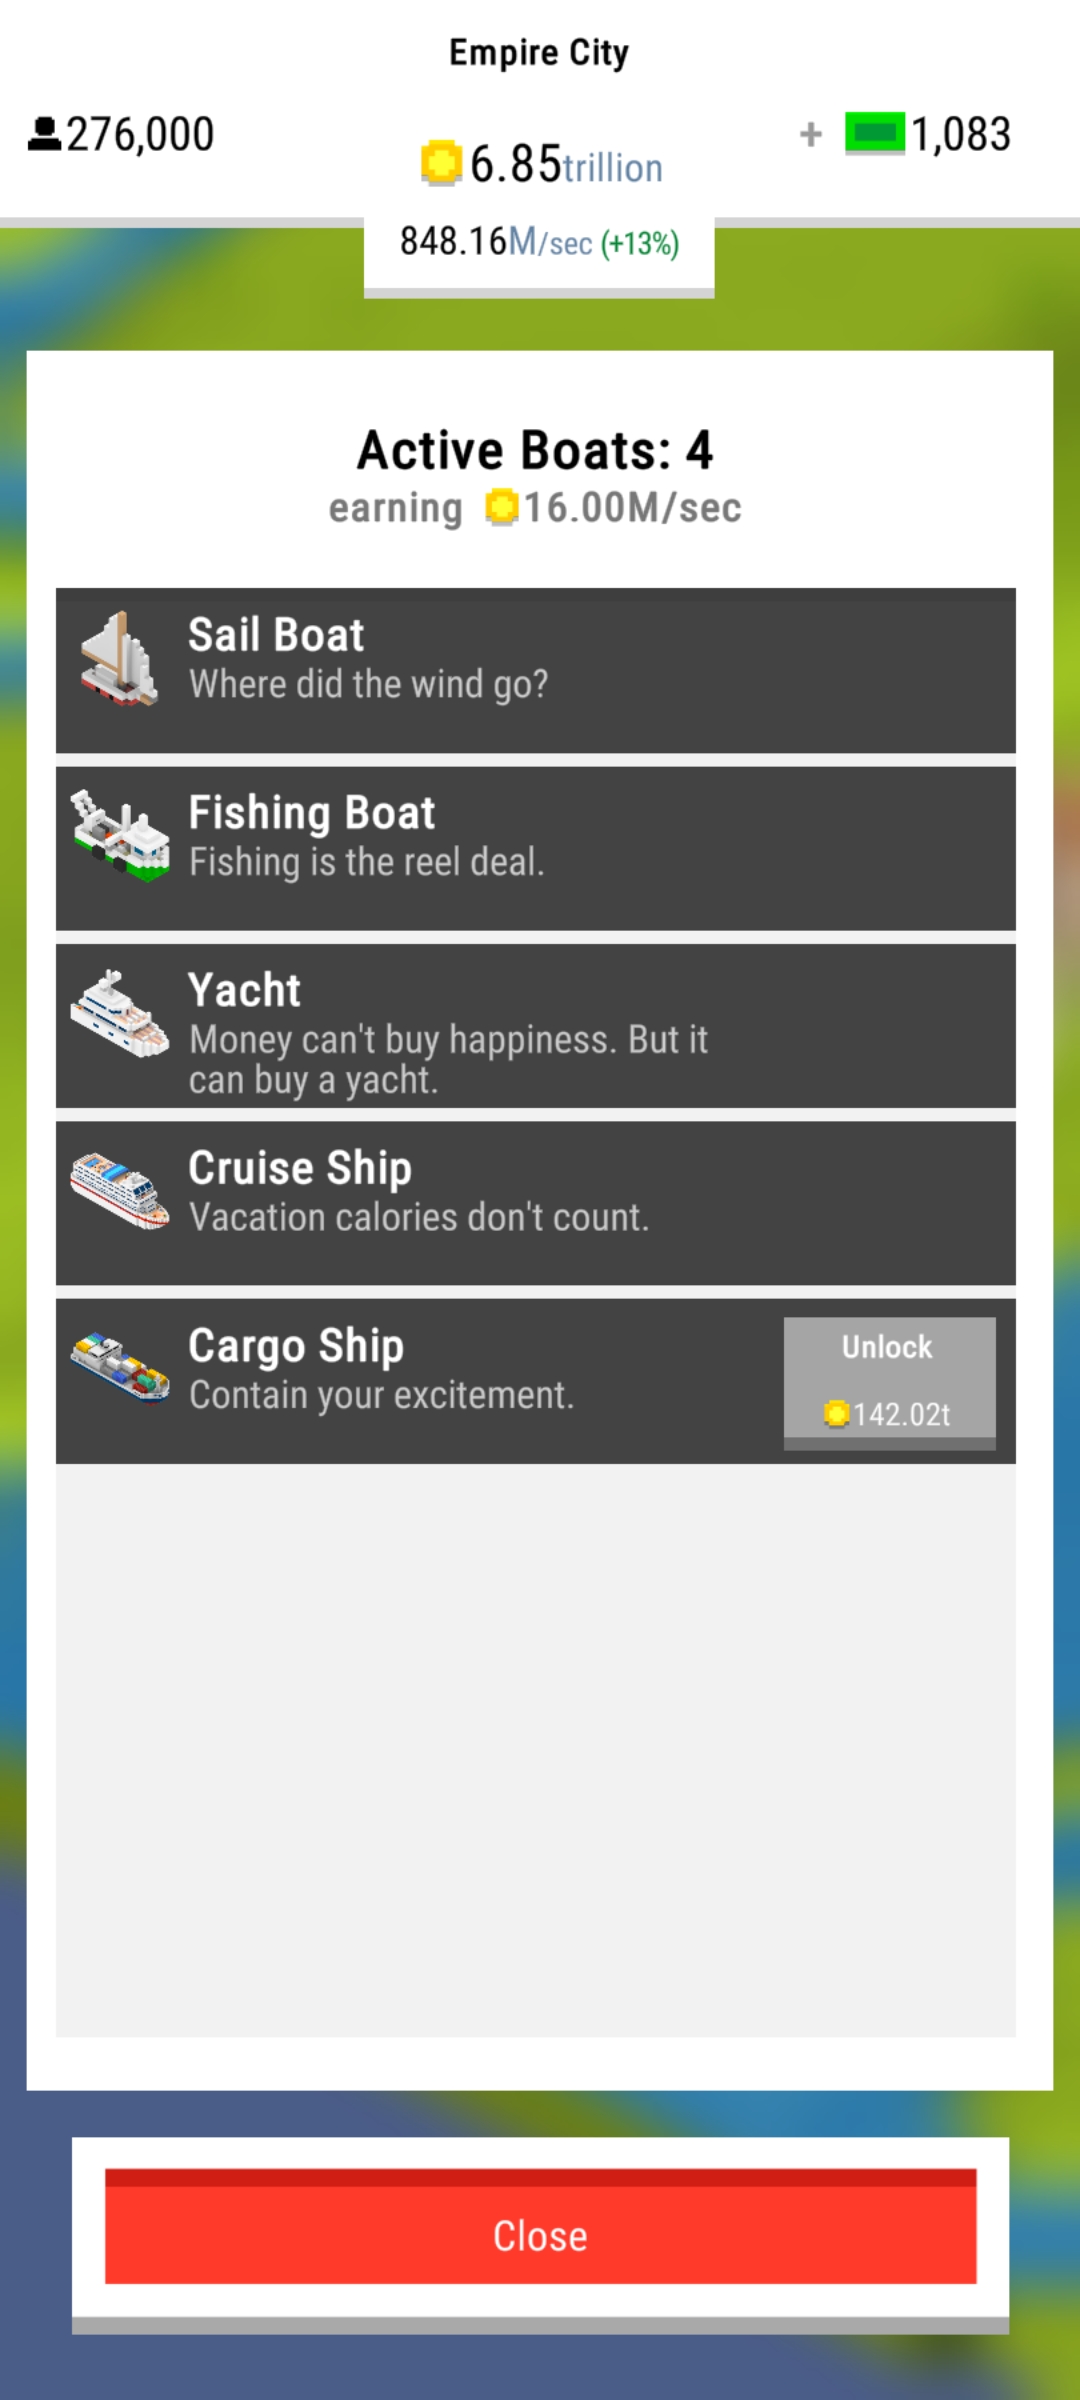 Empire City
276,000
6.85trillion
+ 1,083
848.16M/sec (+13%)
Active Boats: 4
earning 16.00M/sec
Sail Boat
Where did the wind go?
Fishing Boat
Fishing is the reel deal.
Yacht
Money can't buy happiness. But it
can buy a yacht.
Cruise Ship
Vacation calories don't count.
Cargo Ship
Contain your excitement.
Unlock
142.02t
Close